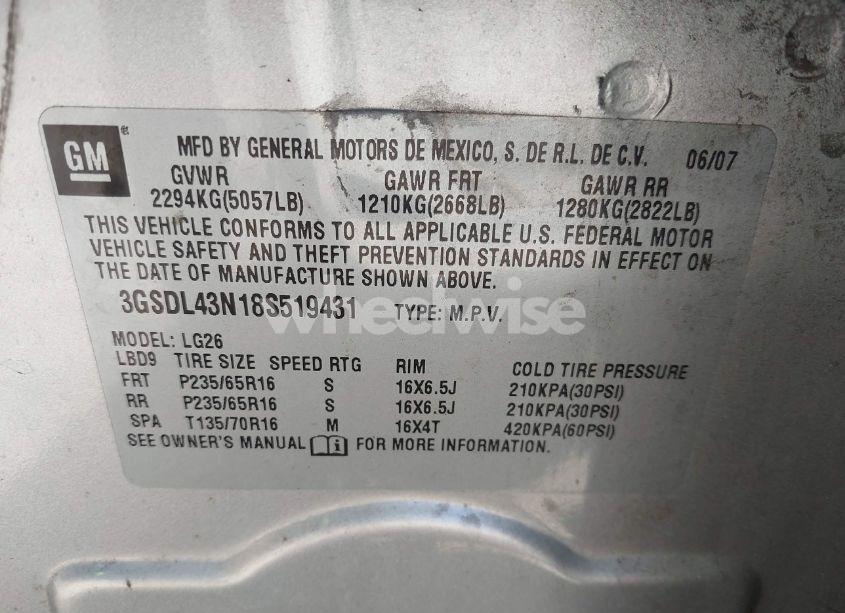 GM
MFD BY GENERAL MOTORS DE MEXICO, S. DE R.L. DE C.V. 06/07
GVWR GAWR FRT GAWR RR
2294KG(5057LB) 1210KG(2668LB) 1280KG(2822LB)
THIS VEHICLE CONFORMS TO ALL APPLICABLE U.S. FEDERAL MOTOR
VEHICLE SAFETY AND THEFT PREVENTION STANDARDS IN EFFECT ON
THE DATE OF MANUFACTURE SHOWN ABOVE.
3GSDL43N18S519431 TYPE: M.P.V.
wheelwise
MODEL: LG26
LBD9 TIRE SIZE SPEED RTG RIM COLD TIRE PRESSURE
FRT P235/65R16 S 16X6.5J 210KPA(30PSI)
RR P235/65R16 S 16X6.5J 210KPA(30PSI)
SPA T135/70R16 M 16X4T 420KPA(60PSI)
SEE OWNER'S MANUAL FOR MORE INFORMATION.